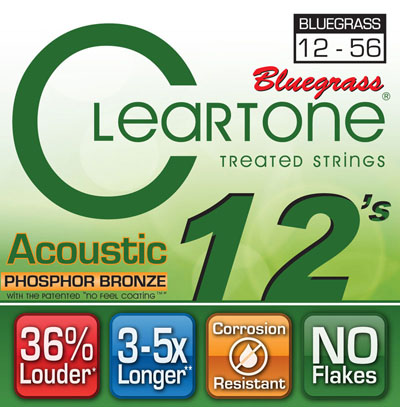 BLUEGRASS
12 - 56
Bluegrass
CLEARTONE®
TREATED STRINGS
12's
Acoustic
PHOSPHOR BRONZE
WITH THE PATENTED "NO FEEL COATING™"
36%
Louder*
3-5x
Longer**
Corrosion
Resistant
NO
Flakes